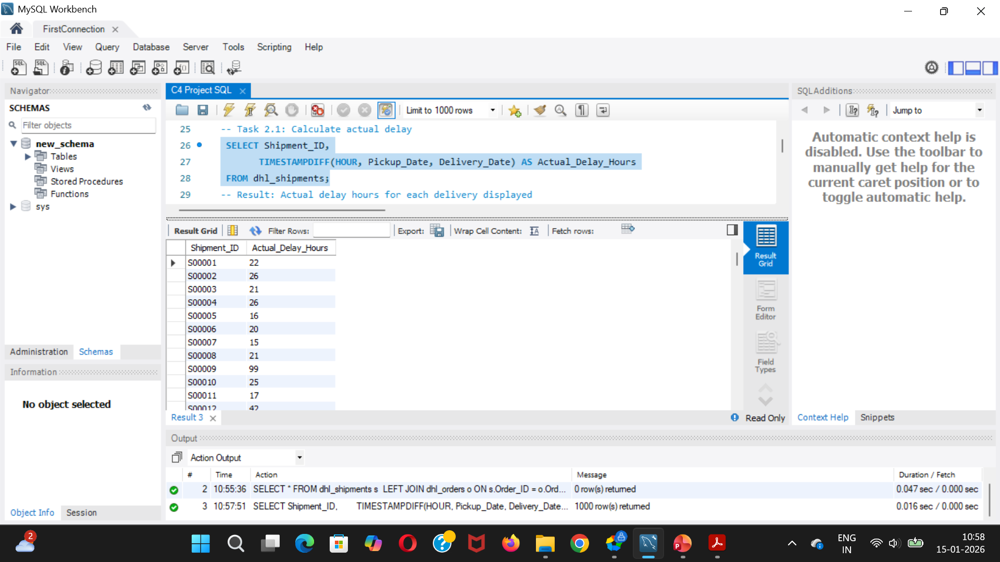 MySQL Workbench
FirstConnection
File Edit View Query Database Server Tools Scripting Help
Navigator
SCHEMAS
Filter objects
new_schema
Tables
Views
Stored Procedures
Functions
sys
Administration Schemas
Information
No object selected
Object Info Session
C4 Project SQL
Limit to 1000 rows
25 -- Task 2.1: Calculate actual delay
26 SELECT Shipment_ID,
27 TIMESTAMPDIFF(HOUR, Pickup_Date, Delivery_Date) AS Actual_Delay_Hours
28 FROM dhl_shipments;
29 -- Result: Actual delay hours for each delivery displayed
Result Grid Filter Rows: Export: Wrap Cell Content: Fetch rows:
Shipment_ID Actual_Delay_Hours
S00001 22
S00002 26
S00003 21
S00004 26
S00005 16
S00006 20
S00007 15
S00008 21
S00009 99
S00010 25
S00011 17
S00012 42
Result Grid
Form Editor
Field Types
Result 3
Read Only
SQLAdditions
Jump to
Automatic context help is
disabled. Use the toolbar to
manually get help for the
current caret position or to
toggle automatic help.
Context Help Snippets
Output
Action Output
# Time Action Message Duration / Fetch
2 10:55:36 SELECT * FROM dhl_shipments s LEFT JOIN dhl_orders o ON s.Order_ID = o.Ord... 0 row(s) returned 0.047 sec / 0.000 sec
3 10:57:51 SELECT Shipment_ID, TIMESTAMPDIFF(HOUR, Pickup_Date, Delivery_Date... 1000 row(s) returned 0.016 sec / 0.000 sec
2
ENG
IN
10:58
15-01-2026